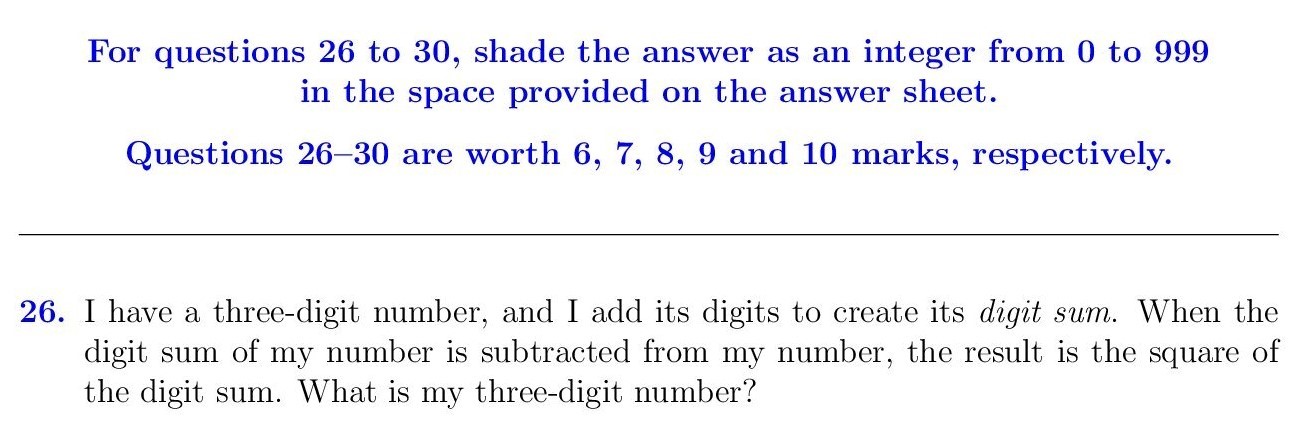 For questions 26 to 30, shade the answer as an integer from 0 to 999
in the space provided on the answer sheet.
Questions 26–30 are worth 6, 7, 8, 9 and 10 marks, respectively.
26. I have a three-digit number, and I add its digits to create its digit sum. When the
digit sum of my number is subtracted from my number, the result is the square of
the digit sum. What is my three-digit number?